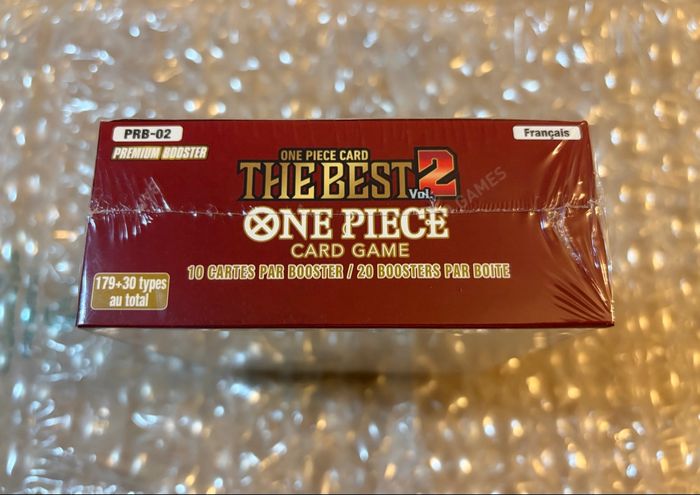 PRB-02
PREMIUM BOOSTER
Français
ONE PIECE CARD
THE BEST
Vol. 2
ONE PIECE
CARD GAME
10 CARTES PAR BOOSTER / 20 BOOSTERS PAR BOITE
179+30 types
au total
GAMES